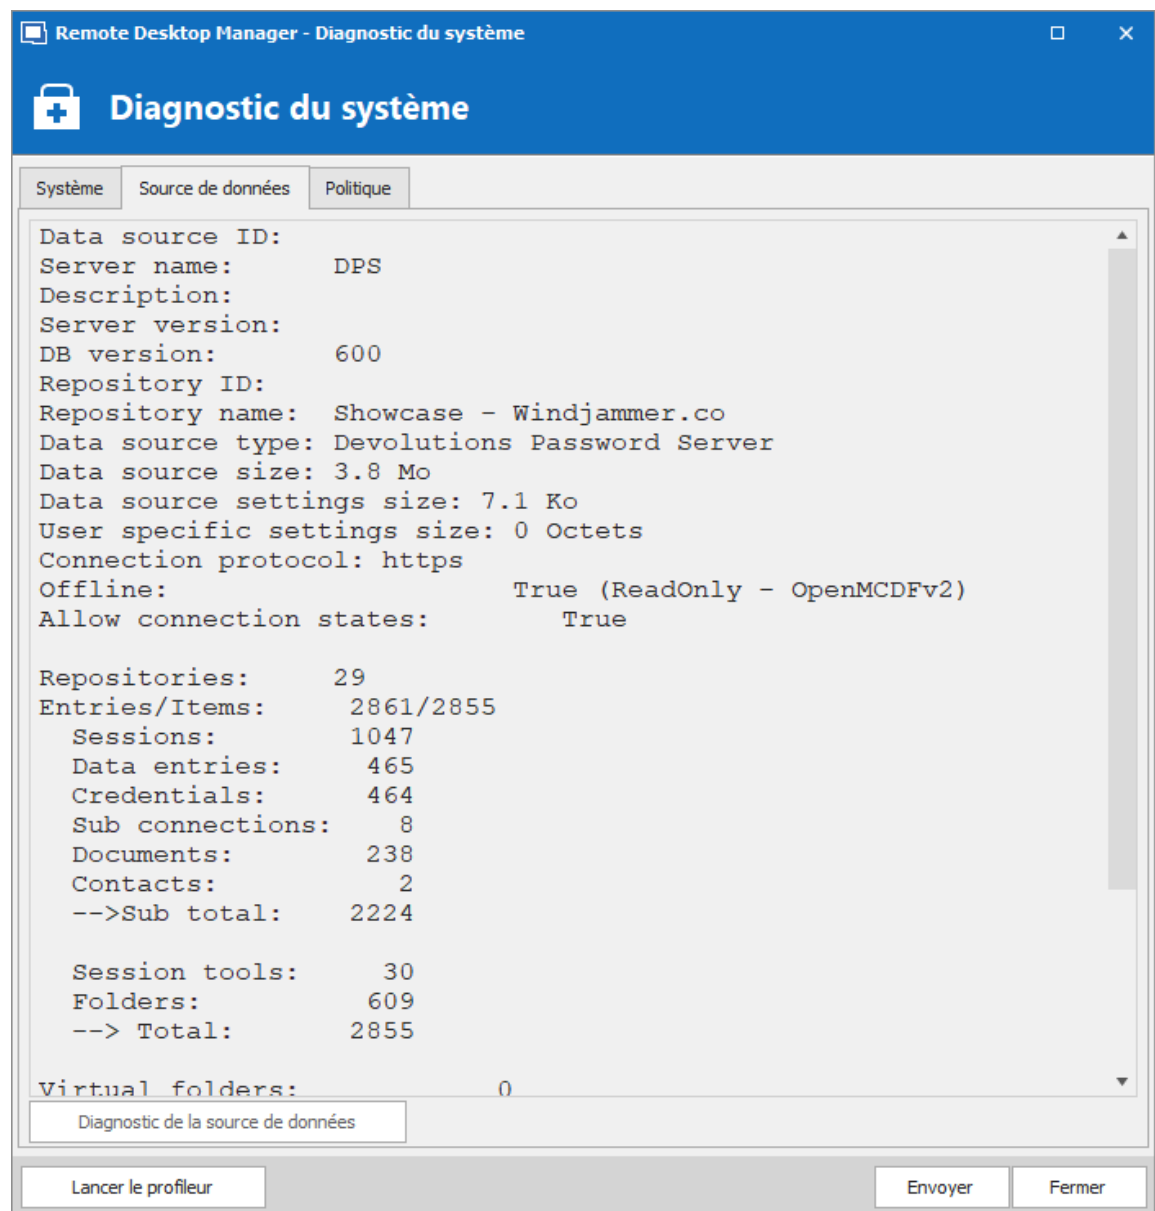 Remote Desktop Manager - Diagnostic du système
Diagnostic du système
Système Source de données Politique
Data source ID:
Server name: DPS
Description:
Server version:
DB version: 600
Repository ID:
Repository name: Showcase - Windjammer.co
Data source type: Devolutions Password Server
Data source size: 3.8 Mo
Data source settings size: 7.1 Ko
User specific settings size: 0 Octets
Connection protocol: https
Offline: True (ReadOnly - OpenMCDFv2)
Allow connection states: True
Repositories: 29
Entries/Items: 2861/2855
Sessions: 1047
Data entries: 465
Credentials: 464
Sub connections: 8
Documents: 238
Contacts: 2
-->Sub total: 2224
Session tools: 30
Folders: 609
--> Total: 2855
Virtual folders: 0
Diagnostic de la source de données
Lancer le profileur Envoyer Fermer